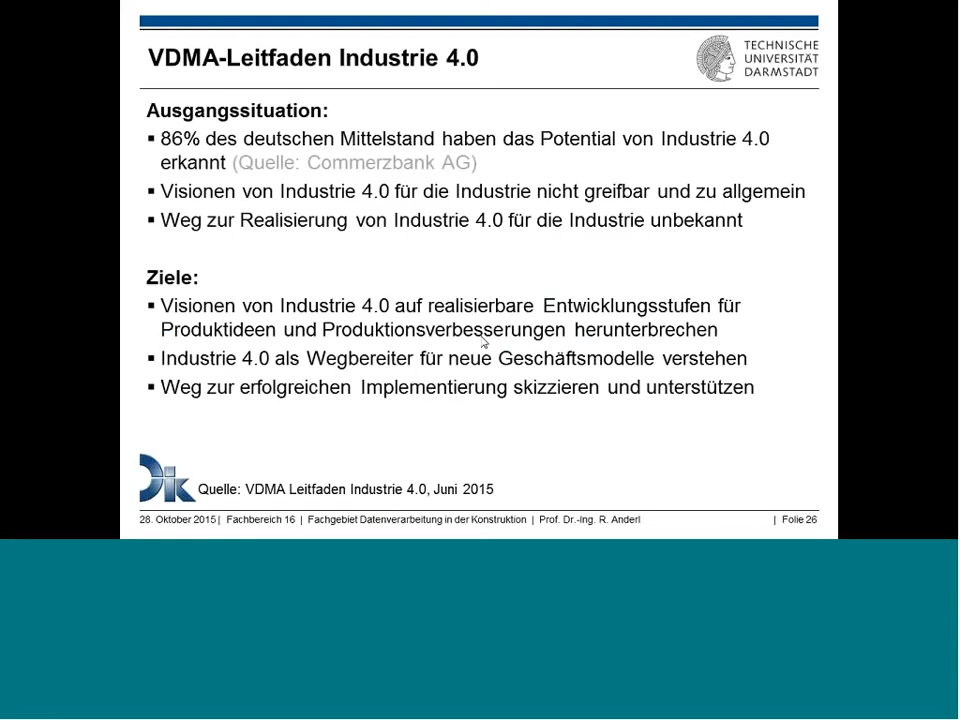 VDMA-Leitfaden Industrie 4.0
TECHNISCHE
UNIVERSITÄT
DARMSTADT
Ausgangssituation:
▪ 86% des deutschen Mittelstand haben das Potential von Industrie 4.0
erkannt (Quelle: Commerzbank AG)
▪ Visionen von Industrie 4.0 für die Industrie nicht greifbar und zu allgemein
▪ Weg zur Realisierung von Industrie 4.0 für die Industrie unbekannt
Ziele:
▪ Visionen von Industrie 4.0 auf realisierbare Entwicklungsstufen für
Produktideen und Produktionsverbesserungen herunterbrechen
▪ Industrie 4.0 als Wegbereiter für neue Geschäftsmodelle verstehen
▪ Weg zur erfolgreichen Implementierung skizzieren und unterstützen
Dik
Quelle: VDMA Leitfaden Industrie 4.0, Juni 2015
28. Oktober 2015 | Fachbereich 16 | Fachgebiet Datenverarbeitung in der Konstruktion | Prof. Dr.-Ing. R. Anderl | Folie 26